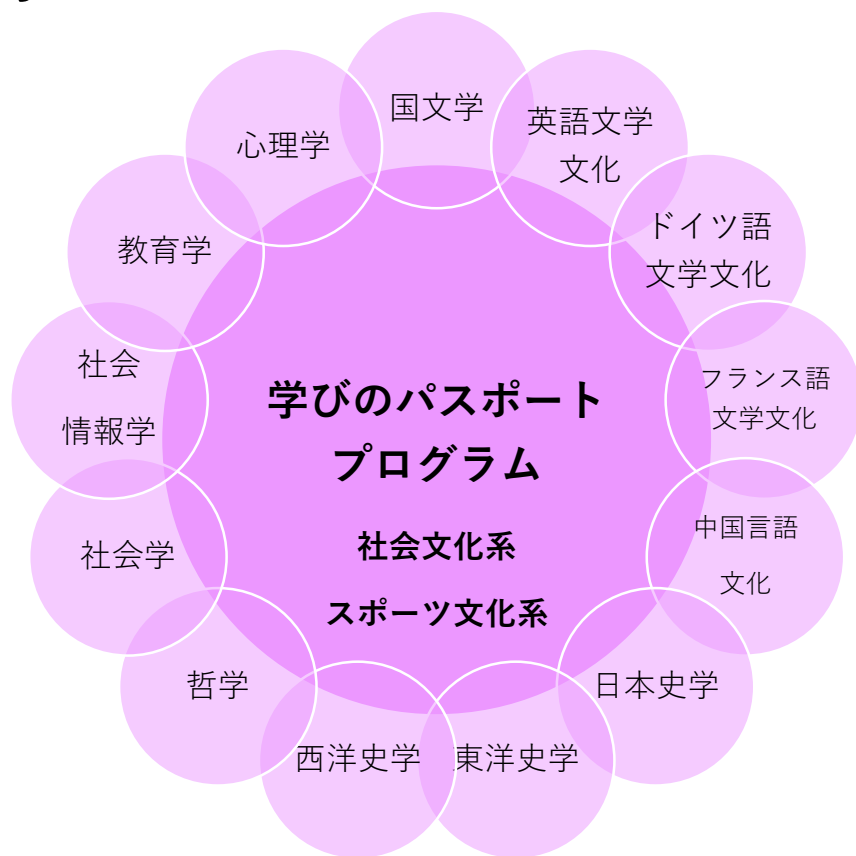 国文学
英語文学
文化
ドイツ語
文学文化
フランス語
文学文化
中国言語
文化
日本史学
東洋史学
西洋史学
哲学
社会学
社会
情報学
教育学
心理学
学びのパスポート
プログラム
社会文化系
スポーツ文化系